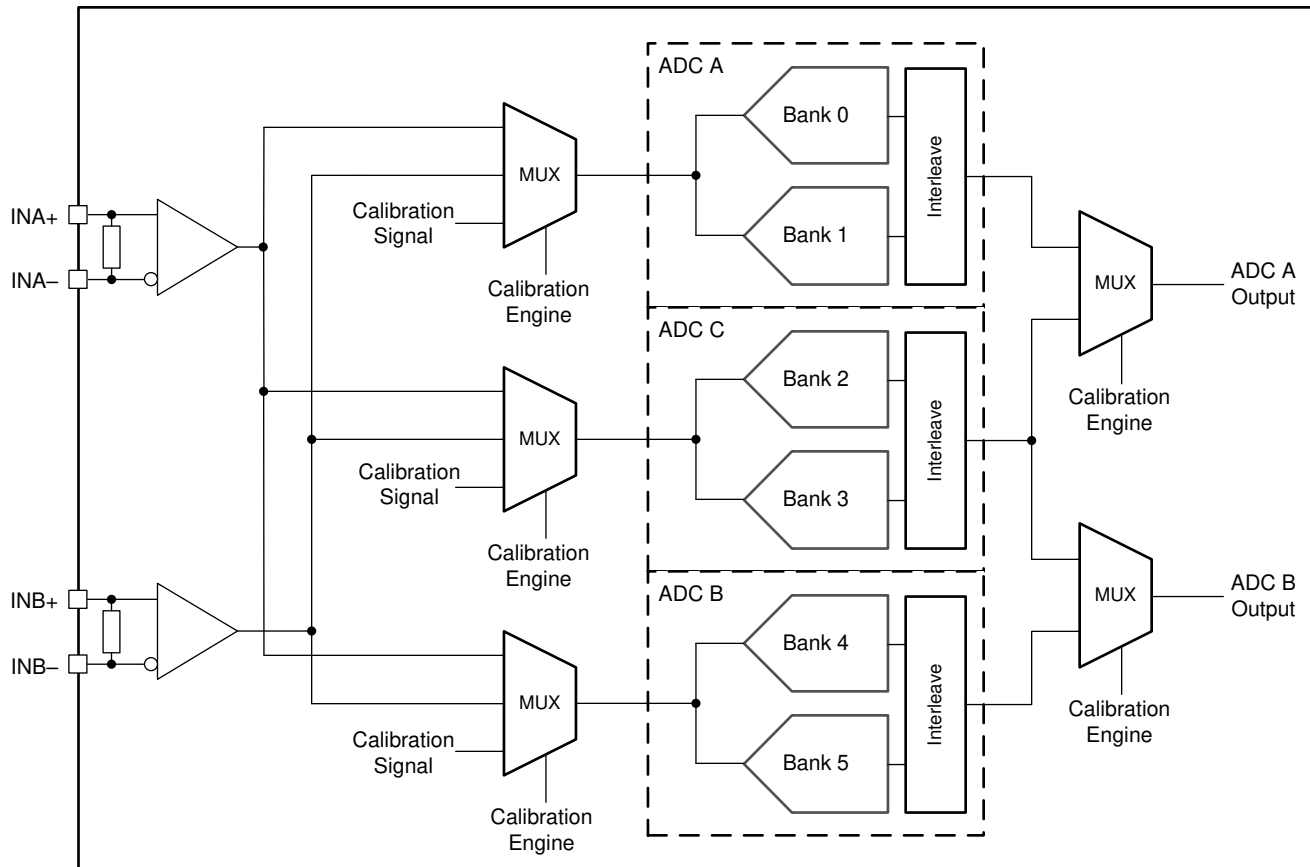 ADC A
Bank 0
Interleave
Bank 1
MUX
Calibration
Signal
Calibration
Engine
INA+
INA–
MUX
ADC A
Output
Calibration
Engine
ADC C
Bank 2
Interleave
Bank 3
MUX
Calibration
Signal
Calibration
Engine
INB+
INB–
ADC B
Bank 4
Interleave
Bank 5
MUX
Calibration
Signal
Calibration
Engine
MUX
ADC B
Output
Calibration
Engine